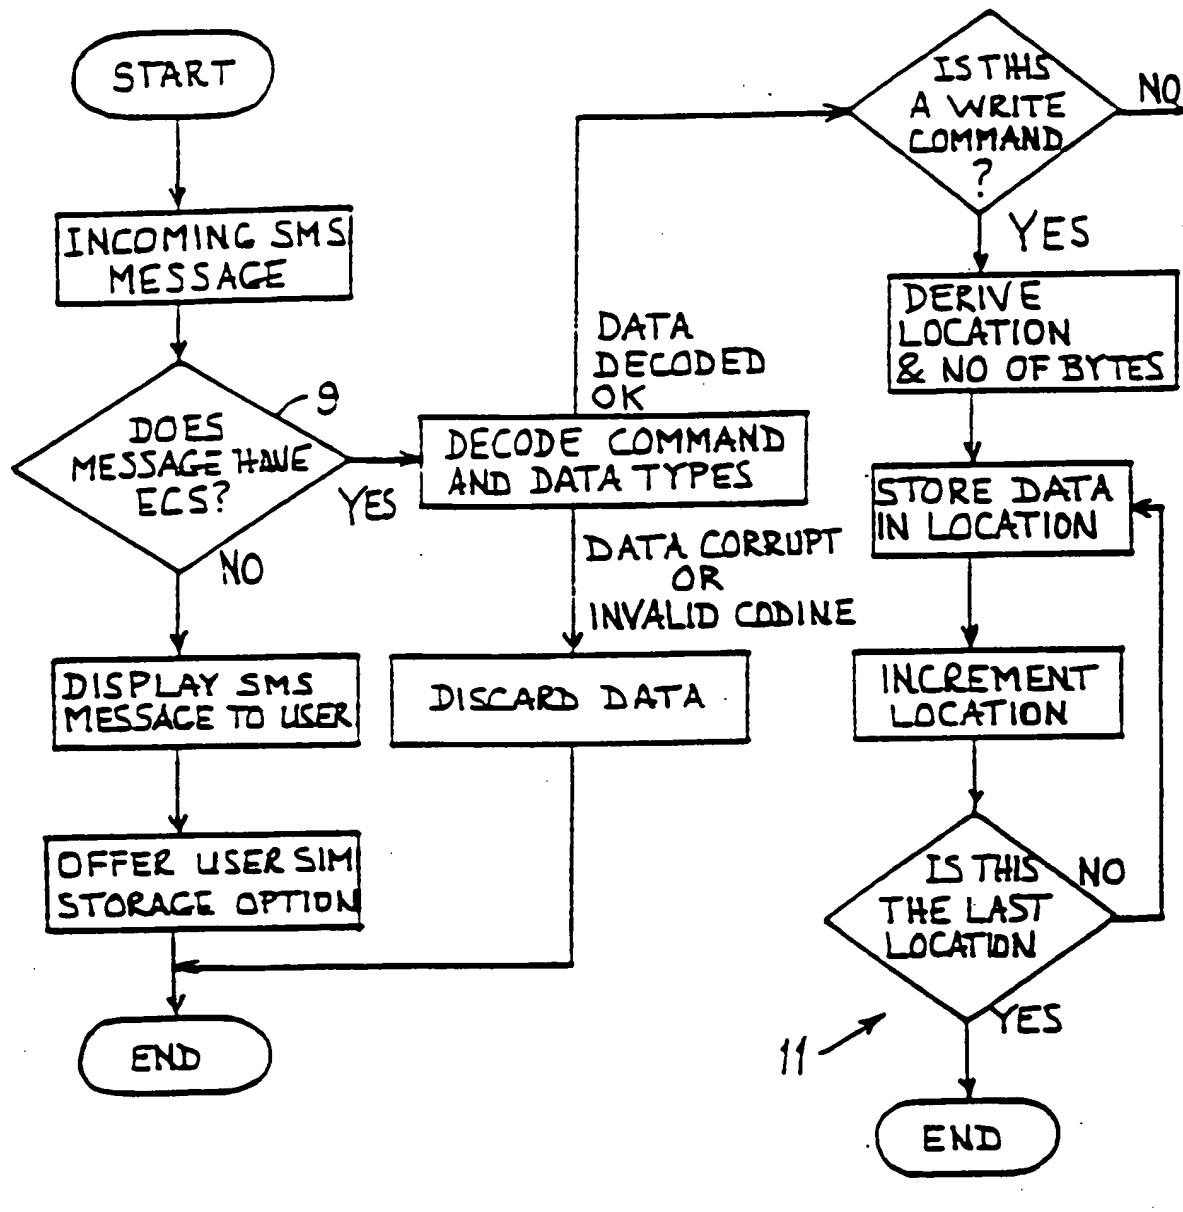 START
INCOMING SMS
MESSAGE
9
DOES
MESSAGE HAVE
ECS?
YES
NO
DISPLAY SMS
MESSAGE TO USER
OFFER USER SIM
STORAGE OPTION
END
DATA
DECODED
OK
DECODE COMMAND
AND DATA TYPES
DATA CORRUPT
OR
INVALID CODINE
DISCARD DATA
IS THIS
A WRITE
COMMAND
?
NO
YES
DERIVE
LOCATION
& NO OF BYTES
STORE DATA
IN LOCATION
INCREMENT
LOCATION
IS THIS
THE LAST
LOCATION
NO
YES
11
END